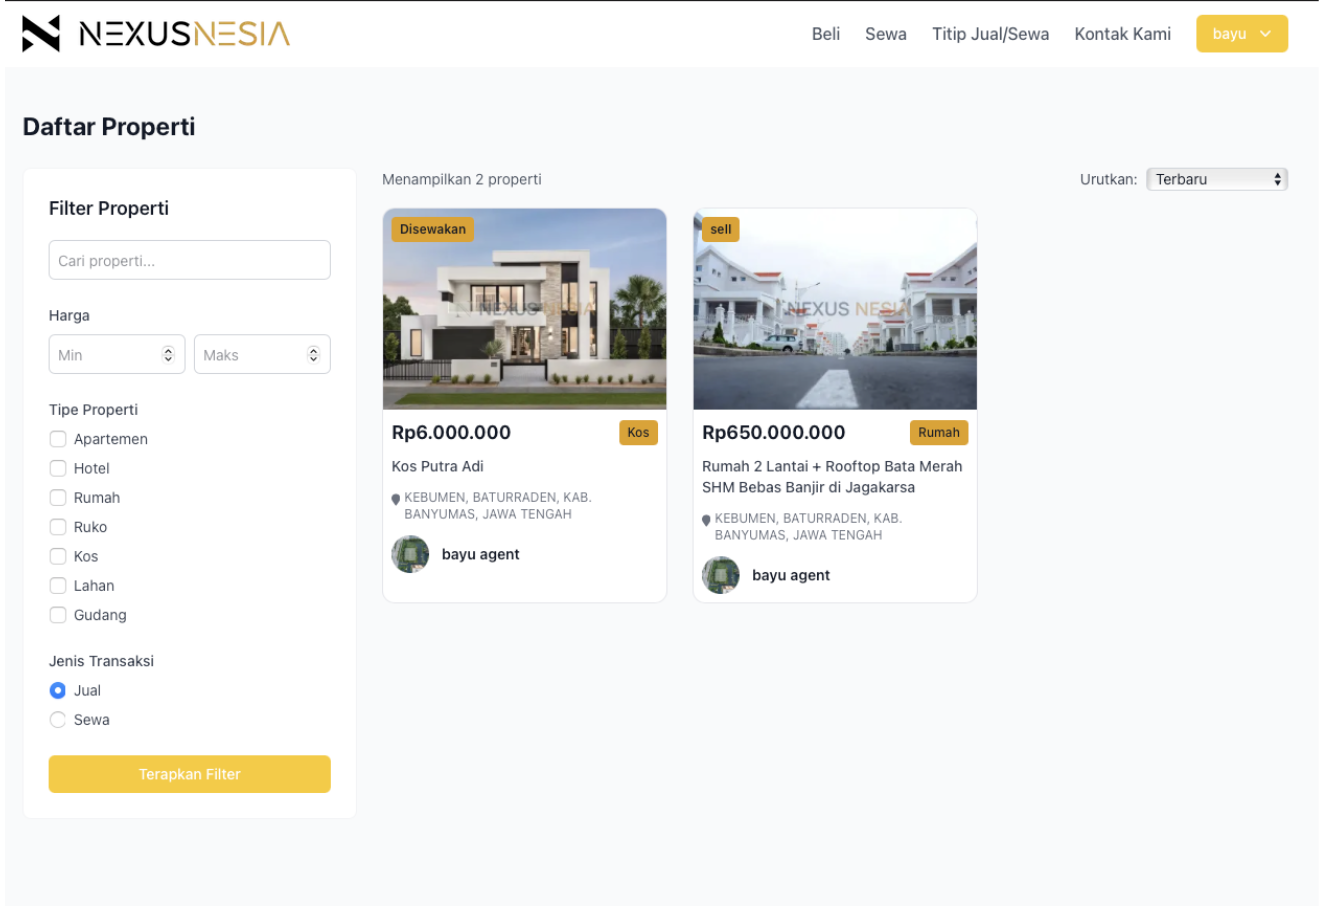 NEXUSNESIA
Beli Sewa Titip Jual/Sewa Kontak Kami bayu
Daftar Properti
Filter Properti
Cari properti...
Harga
Min Maks
Tipe Properti
Apartemen
Hotel
Rumah
Ruko
Kos
Lahan
Gudang
Jenis Transaksi
Jual
Sewa
Terapkan Filter
Menampilkan 2 properti
Urutkan: Terbaru
Disewakan
NEXUS NESIA
Rp6.000.000 Kos
Kos Putra Adi
KEBUMEN, BATURRADEN, KAB.
BANYUMAS, JAWA TENGAH
bayu agent
sell
NEXUS NESIA
Rp650.000.000 Rumah
Rumah 2 Lantai + Rooftop Bata Merah
SHM Bebas Banjir di Jagakarsa
KEBUMEN, BATURRADEN, KAB.
BANYUMAS, JAWA TENGAH
bayu agent